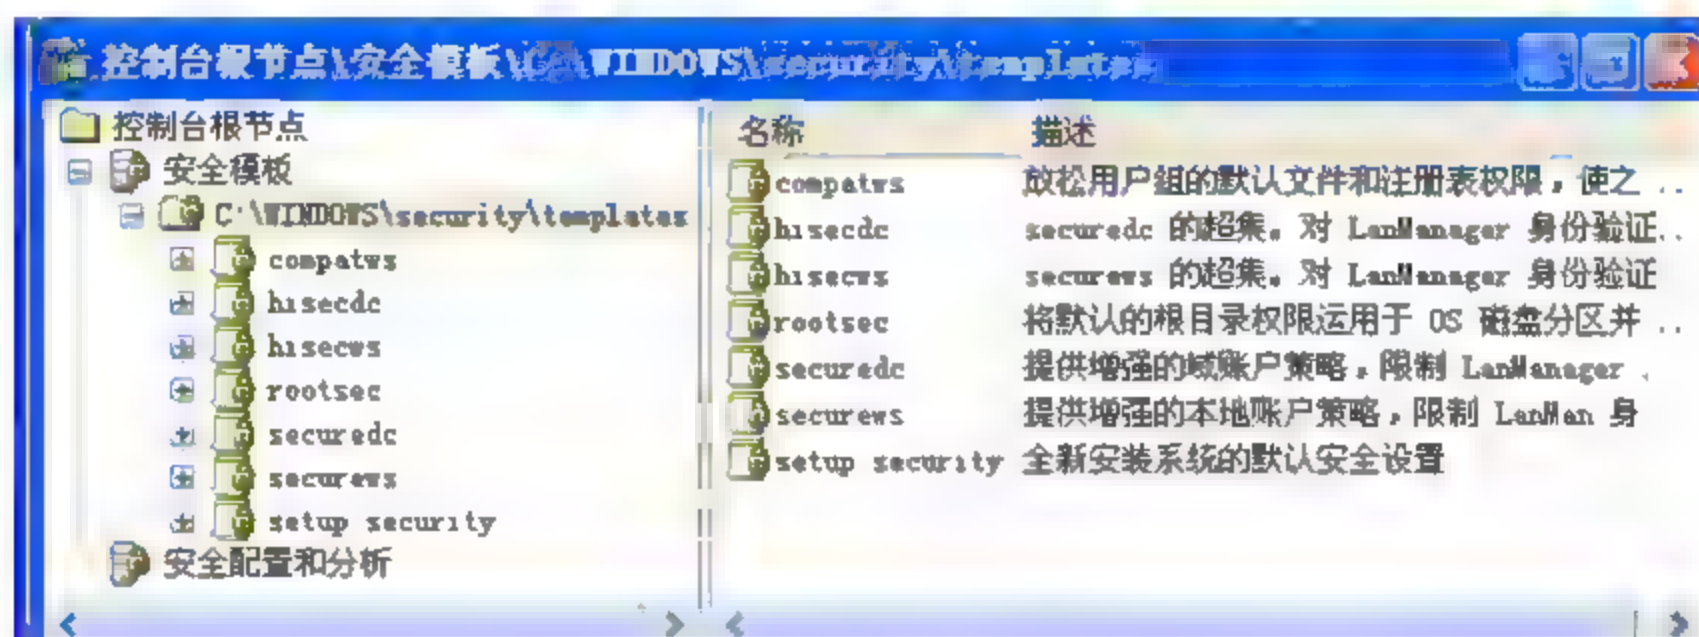 控制台根节点\安全模板\C:\WINDOWS\security\templates
控制台根节点
安全模板
C:\WINDOWS\security\templates
compatws
hisecdc
hisecws
rootsec
securedc
securews
setup security
安全配置和分析
名称 描述
compatws 放松用户组的默认文件和注册表权限，使之 ..
hisecdc securedc 的超集。对 LanManager 身份验证..
hisecws securews 的超集。对 LanManager 身份验证
rootsec 将默认的根目录权限运用于 OS 磁盘分区并 ..
securedc 提供增强的域账户策略，限制 LanManager .
securews 提供增强的本地账户策略，限制 LanMan 身
setup security 全新安装系统的默认安全设置